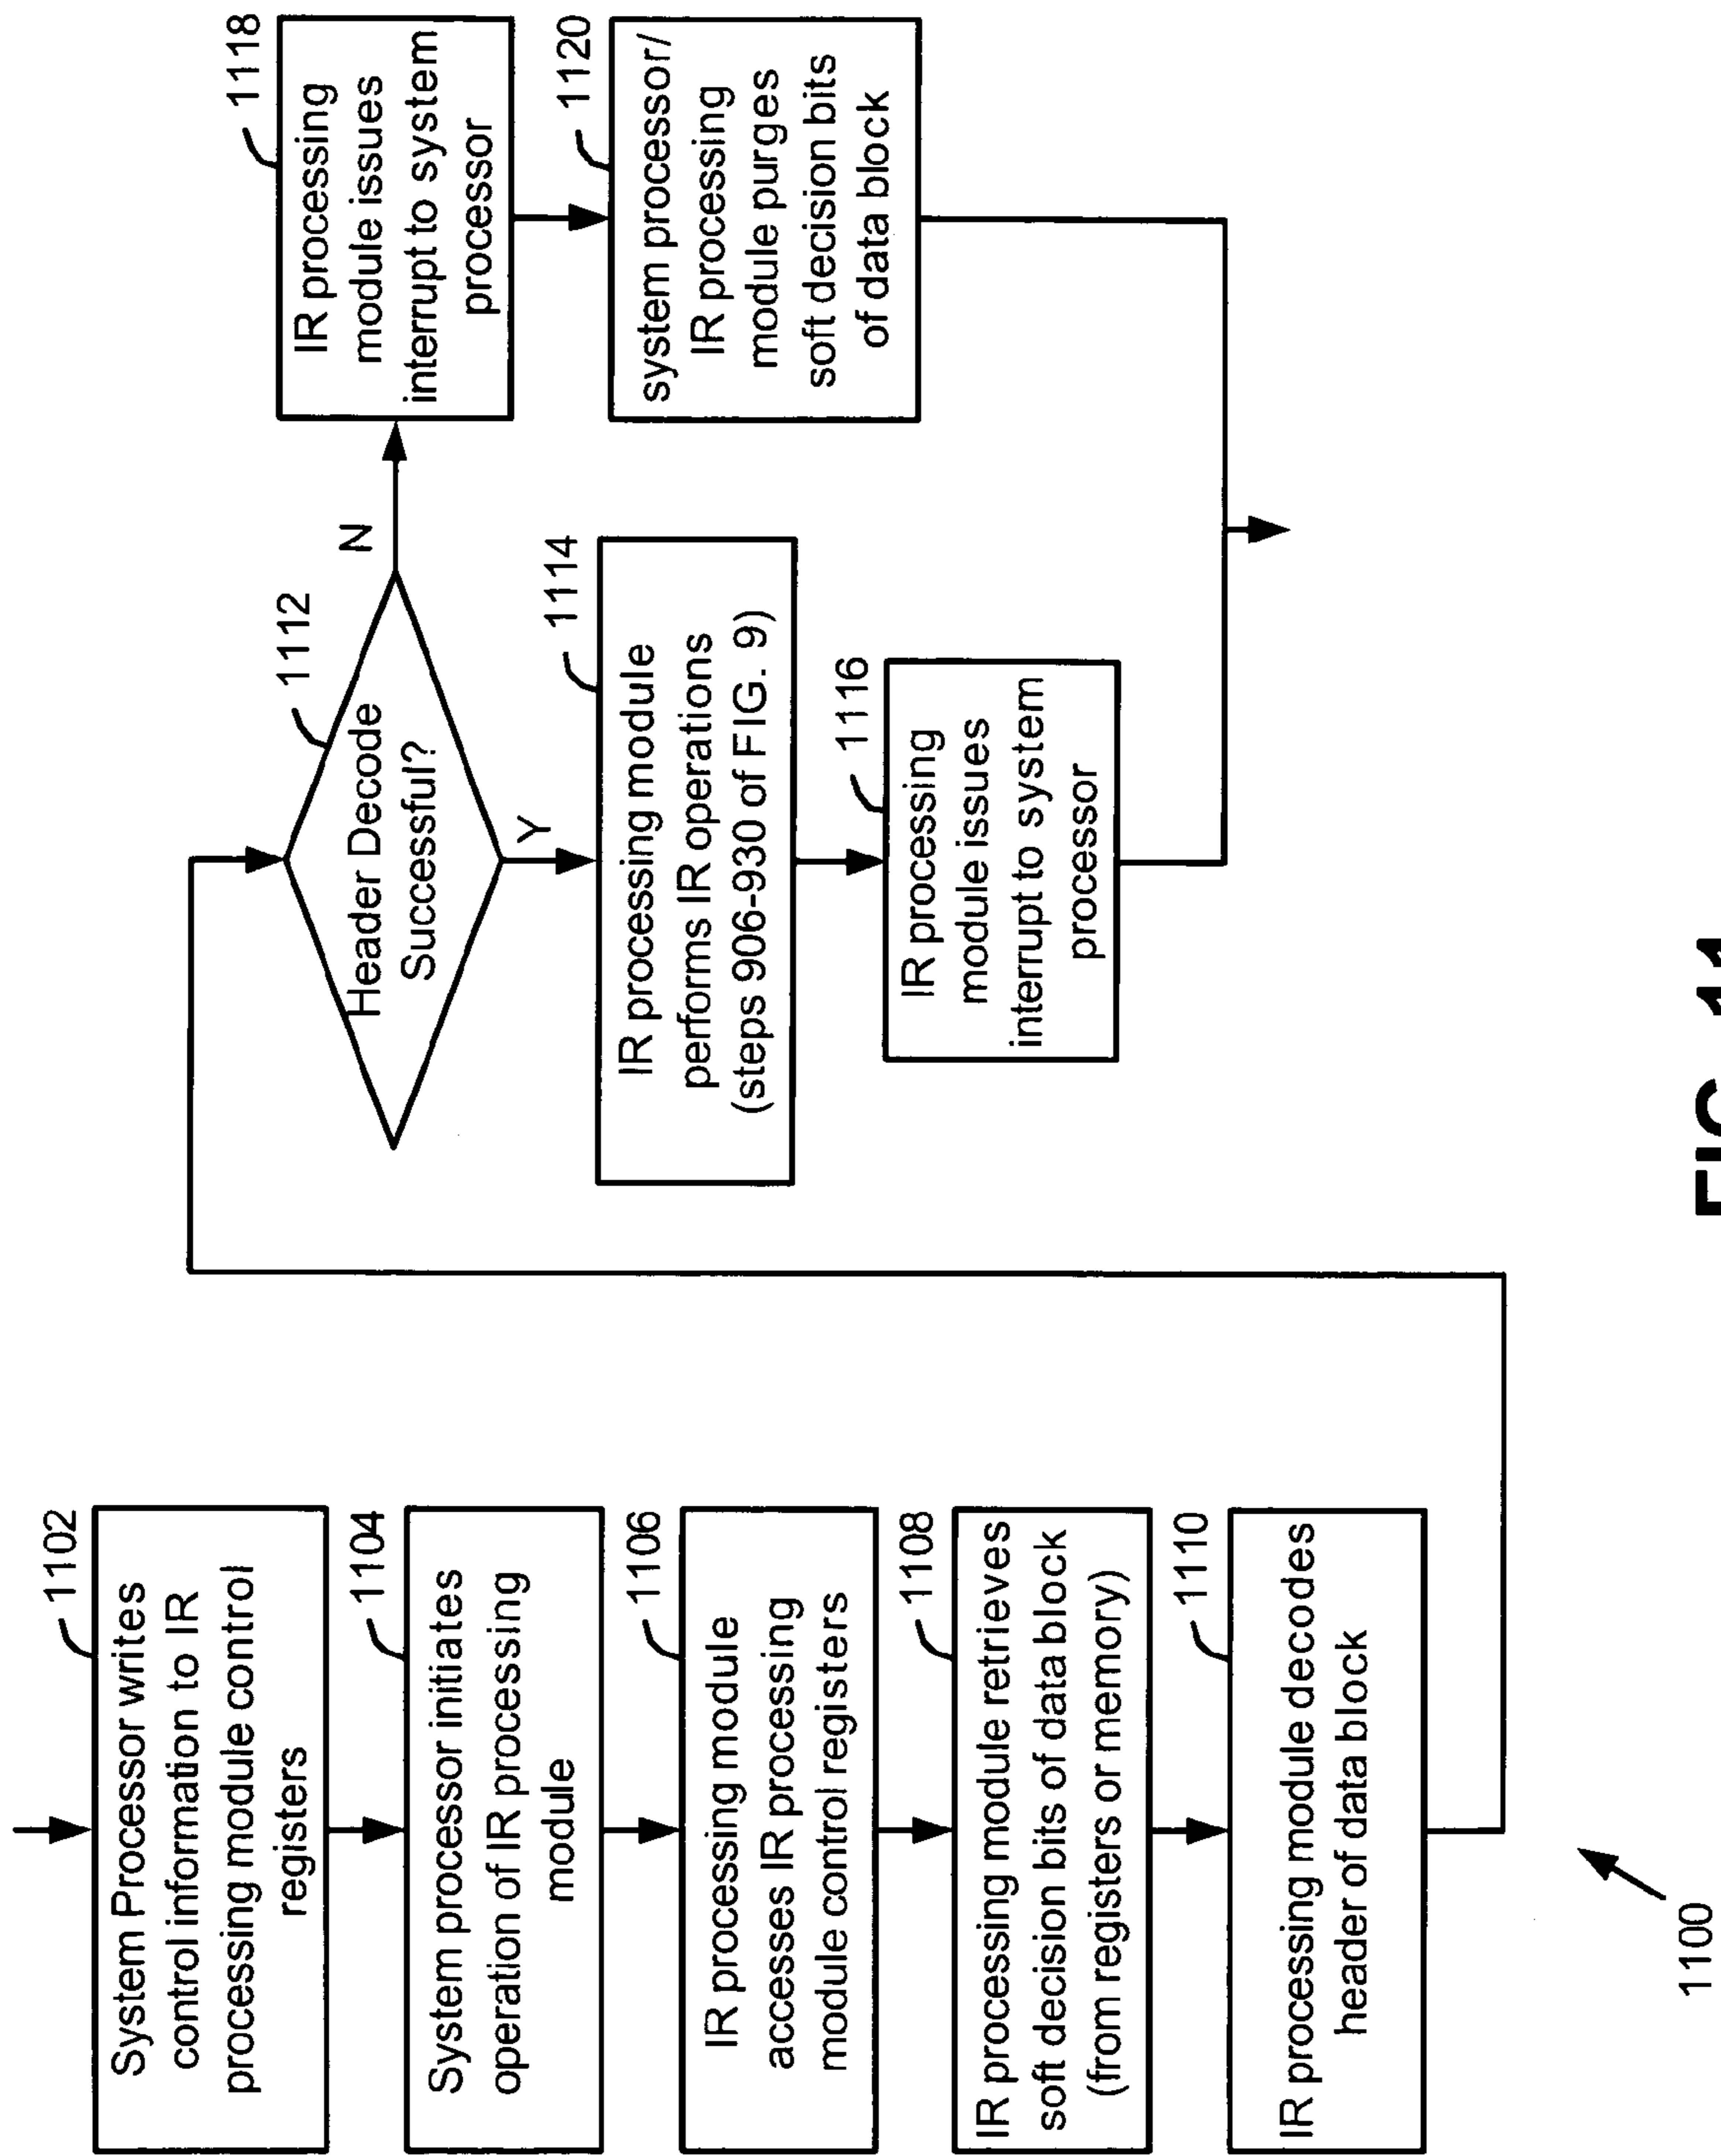 1102
System Processor writes
control information to IR
processing module control
registers
1104
System processor initiates
operation of IR processing
module
1106
IR processing module
accesses IR processing
module control registers
1108
IR processing module retrieves
soft decision bits of data block
(from registers or memory)
1110
IR processing module decodes
header of data block
1112
Header Decode
Successful?
N
Y
1114
IR processing module
performs IR operations
(steps 906-930 of FIG. 9)
1116
IR processing
module issues
interrupt to system
processor
1118
IR processing
module issues
interrupt to system
processor
1120
system processor/
IR processing
module purges
soft decision bits
of data block
1100
FIG. 11